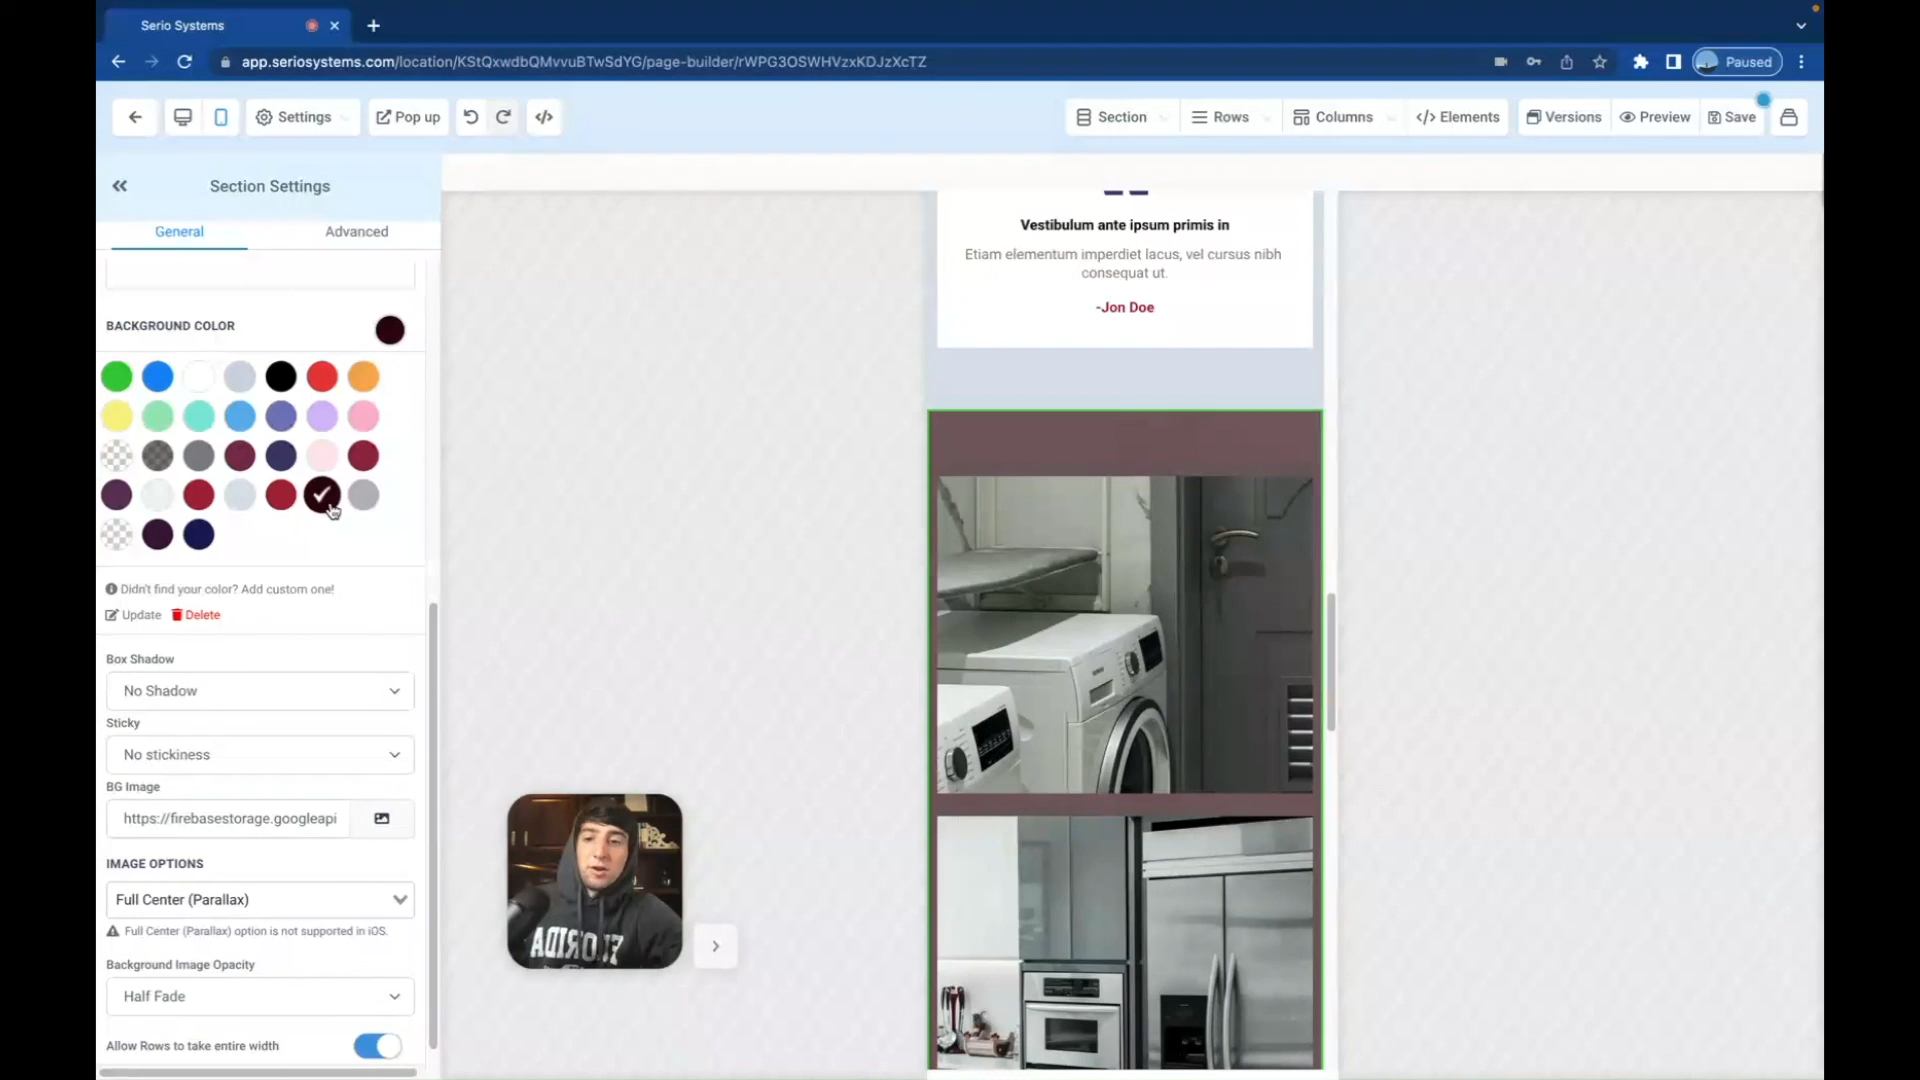 Serio Systems
app.seriosystems.com/location/KStQxwdbQMvvuBTwSdYG/page-builder/rWPG3OSWHVzxKDJzXcTZ
Paused
Settings
Pop up
Section
Rows
Columns
</> Elements
Versions
Preview
Save
Section Settings
General
Advanced
BACKGROUND COLOR
Didn't find your color? Add custom one!
Update
Delete
Box Shadow
No Shadow
Sticky
No stickiness
BG Image
https://firebasestorage.googleapi
IMAGE OPTIONS
Full Center (Parallax)
Full Center (Parallax) option is not supported in iOS.
Background Image Opacity
Half Fade
Allow Rows to take entire width
Vestibulum ante ipsum primis in
Etiam elementum imperdiet lacus, vel cursus nibh
consequat ut.
-Jon Doe
FLORIDA